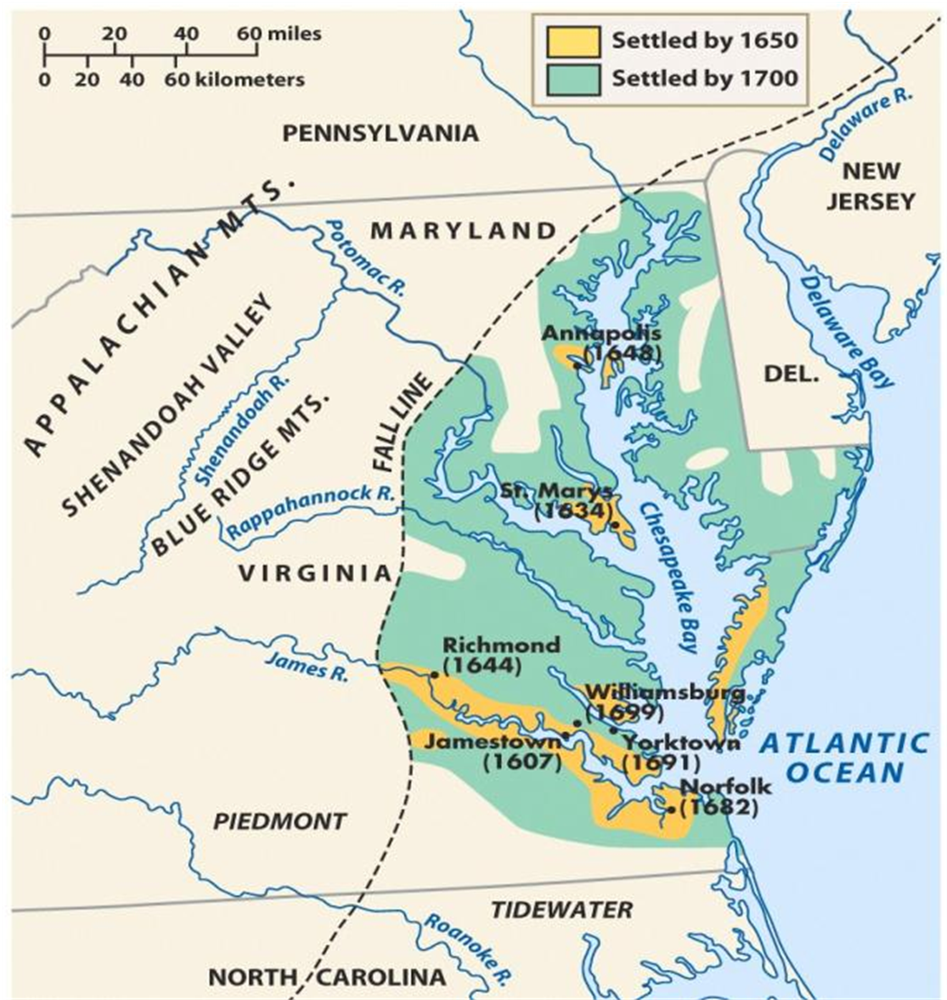 0 20 40 60 miles
0 20 40 60 kilometers
Settled by 1650
Settled by 1700
PENNSYLVANIA
Delaware R.
NEW
JERSEY
MARYLAND
Potomac R.
APPALACHIAN MTS.
SHENANDOAH VALLEY
Shenandoah R.
BLUE RIDGE MTS.
FALL LINE
Annapolis
(1648)
Delaware Bay
DEL.
Rappahannock R.
St. Marys
(1634)
Chesapeake Bay
VIRGINIA
James R.
Richmond
(1644)
Williamsburg
(1699)
Jamestown
(1607)
Yorktown
(1691)
ATLANTIC
OCEAN
Norfolk
(1682)
PIEDMONT
TIDEWATER
Roanoke R.
NORTH CAROLINA